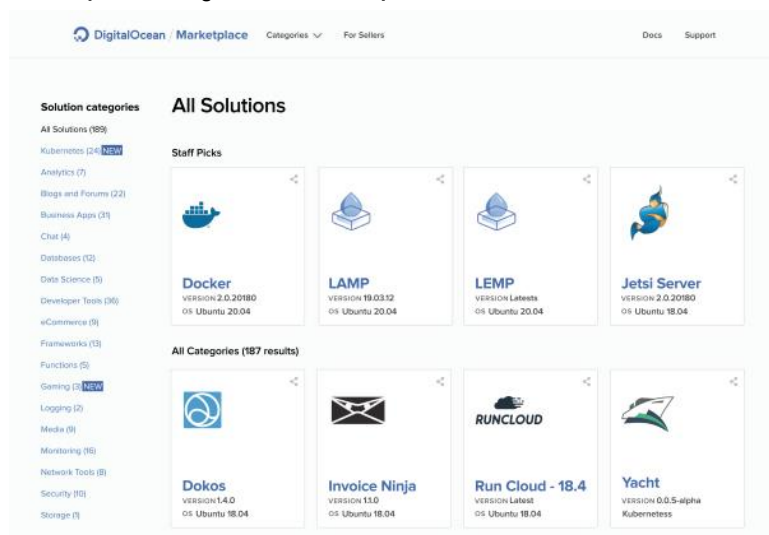 DigitalOcean / Marketplace Categories For Sellers Docs Support
Solution categories
All Solutions (189)
Kubernetes (24) NEW
Analytics (7)
Blogs and Forums (22)
Business Apps (31)
Chat (4)
Databases (12)
Data Science (5)
Developer Tools (36)
eCommerce (9)
Frameworks (13)
Functions (5)
Gaming (3) NEW
Logging (2)
Media (9)
Monitoring (16)
Network Tools (8)
Security (10)
Storage (1)
All Solutions
Staff Picks
Docker
VERSION 2.0.20180
OS Ubuntu 20.04
LAMP
VERSION 19.03.12
OS Ubuntu 20.04
LEMP
VERSION Latests
OS Ubuntu 20.04
Jetsi Server
VERSION 2.0.20180
OS Ubuntu 18.04
All Categories (187 results)
Dokos
VERSION 1.4.0
OS Ubuntu 18.04
Invoice Ninja
VERSION 1.1.0
OS Ubuntu 18.04
RUNCLOUD
Run Cloud - 18.4
VERSION Latest
OS Ubuntu 18.04
Yacht
VERSION 0.0.5-alpha
Kubernetess